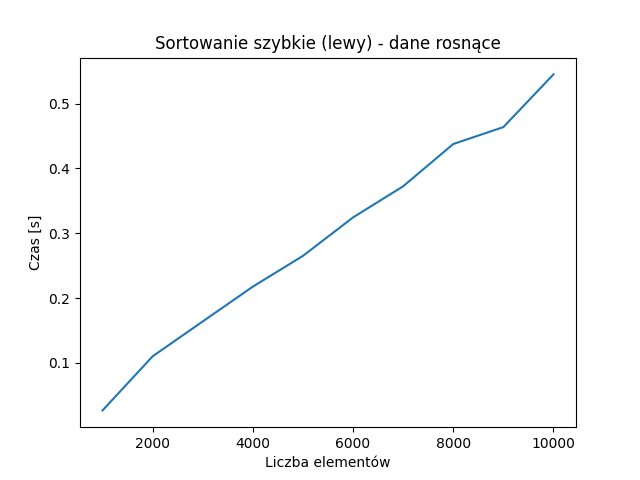 Sortowanie szybkie (lewy) - dane rosnące
0.5
0.4
0.3
0.2
0.1
Czas [s]
2000 4000 6000 8000 10000
Liczba elementów